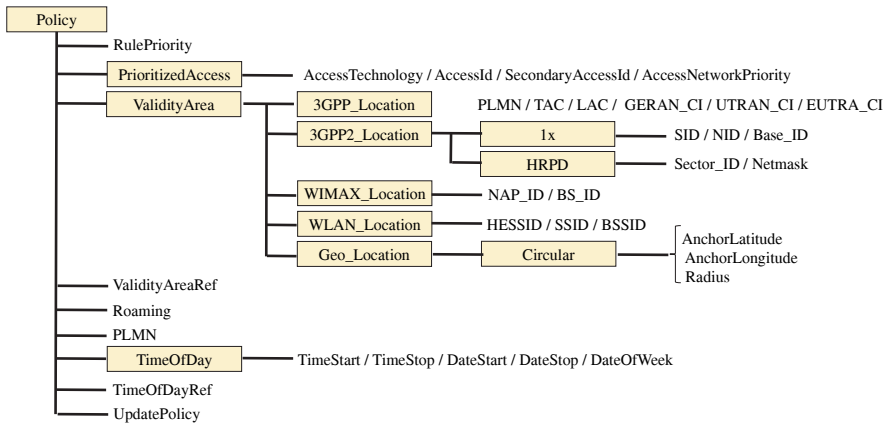 Policy
RulePriority
PrioritizedAccess AccessTechnology / AccessId / SecondaryAccessId / AccessNetworkPriority
ValidityArea 3GPP_Location PLMN / TAC / LAC / GERAN_CI / UTRAN_CI / EUTRA_CI
3GPP2_Location 1x SID / NID / Base_ID
HRPD Sector_ID / Netmask
WIMAX_Location NAP_ID / BS_ID
WLAN_Location HESSID / SSID / BSSID
Geo_Location Circular AnchorLatitude
AnchorLongitude
Radius
ValidityAreaRef
Roaming
PLMN
TimeOfDay TimeStart / TimeStop / DateStart / DateStop / DateOfWeek
TimeOfDayRef
UpdatePolicy